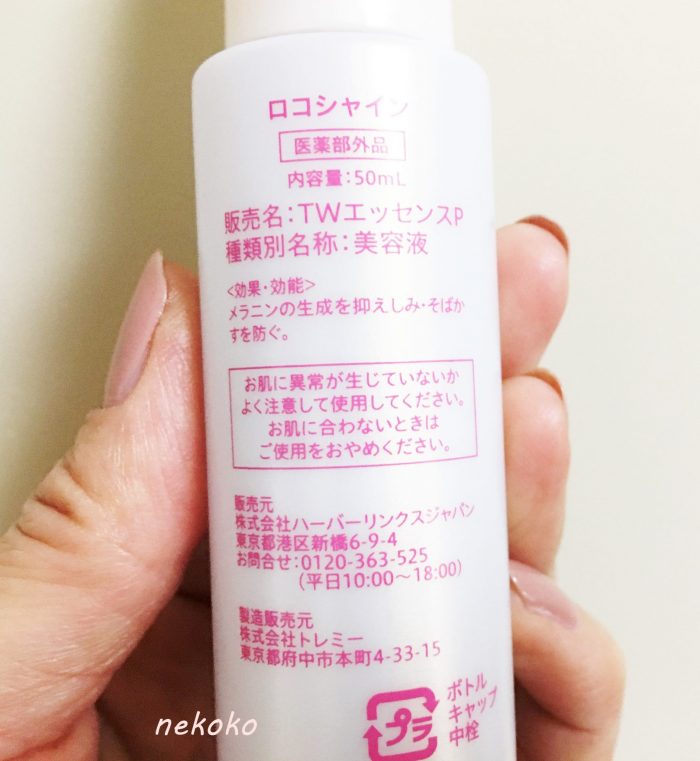 ロコシャイン
医薬部外品
内容量:50mL
販売名:TWエッセンスP
種類別名称:美容液
<効果・効能>
メラニンの生成を抑えしみ・そばか
すを防ぐ。
お肌に異常が生じていないか
よく注意して使用してください。
お肌に合わないときは
ご使用をおやめください。
販売元
株式会社ハーバーリンクスジャパン
東京都港区新橋6-9-4
お問合せ:0120-363-525
(平日10:00〜18:00)
製造販売元
株式会社トレミー
東京都府中市本町4-33-15
プラ
ボトル
キャップ
中栓
nekoko